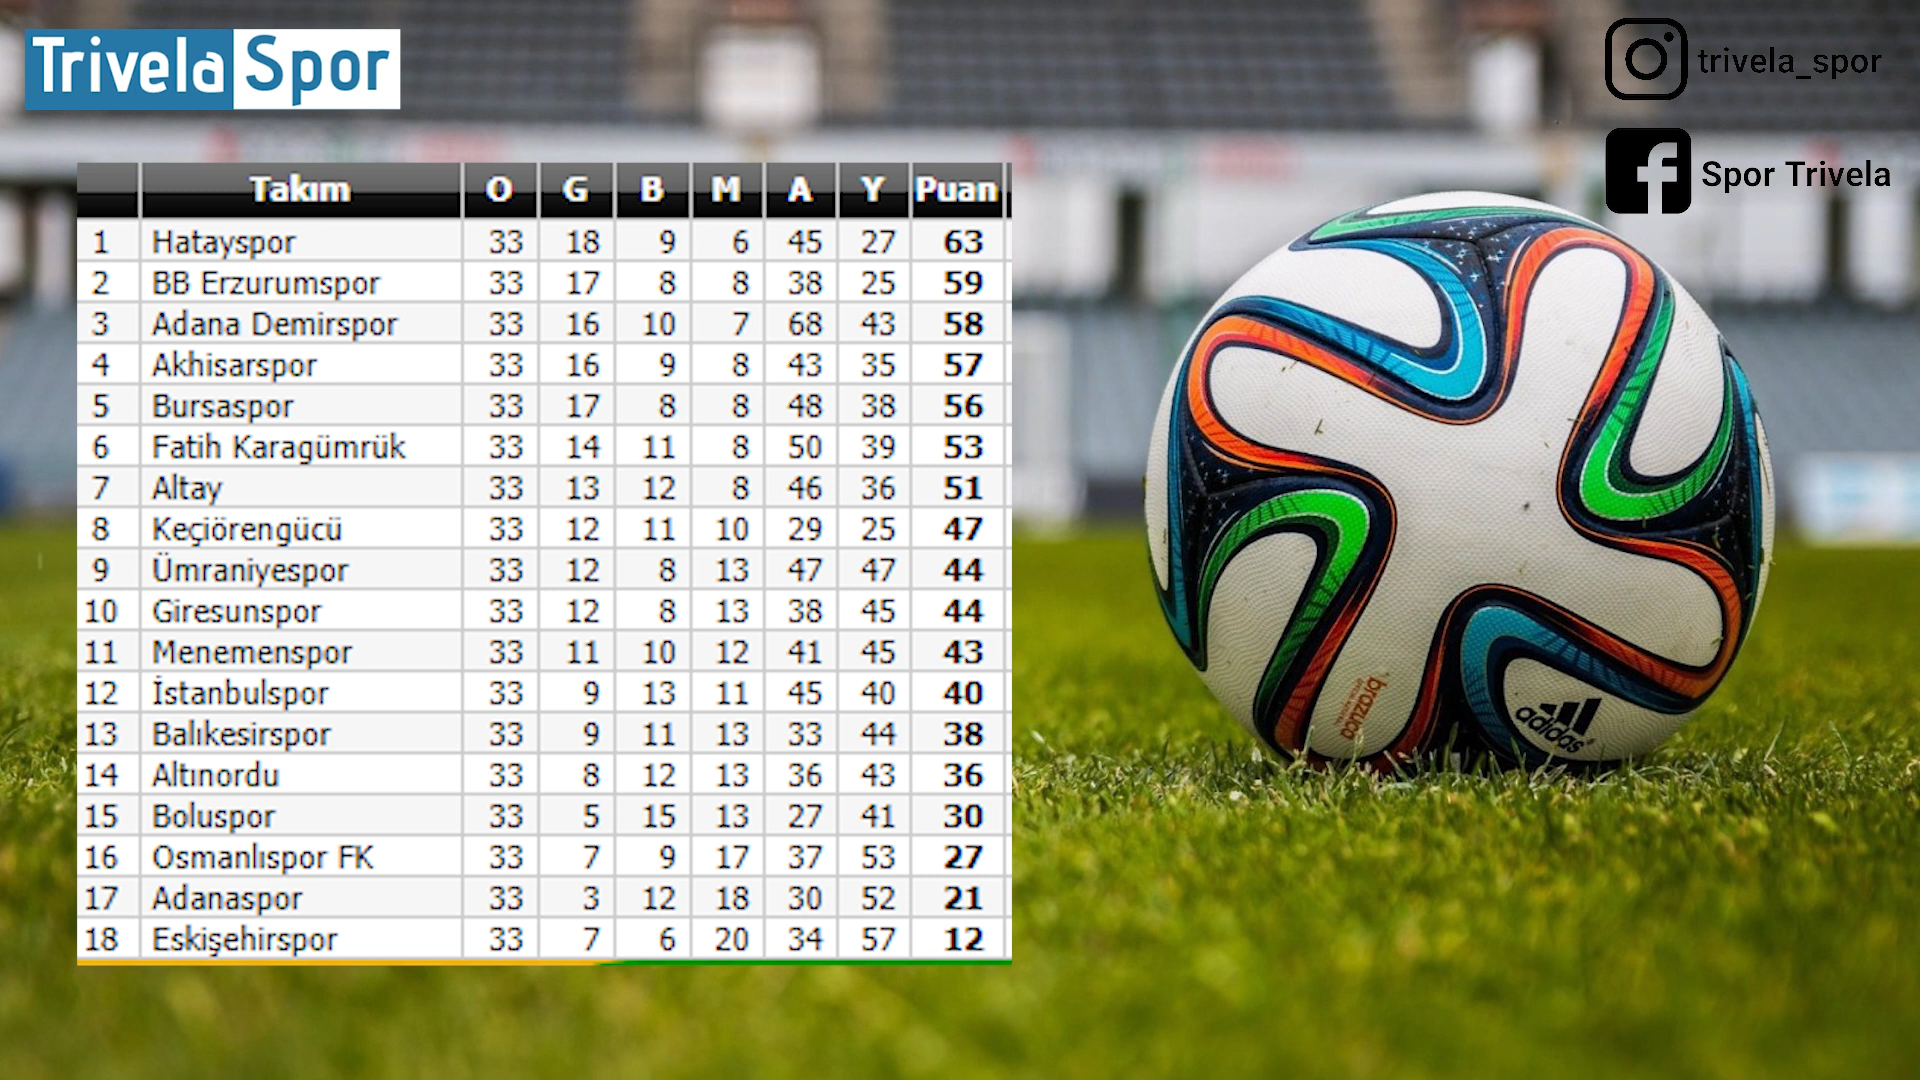 Trivela Spor
trivela_spor
Spor Trivela
Takım O G B M A Y Puan
1 Hatayspor 33 18 9 6 45 27 63
2 BB Erzurumspor 33 17 8 8 38 25 59
3 Adana Demirspor 33 16 10 7 68 43 58
4 Akhisarspor 33 16 9 8 43 35 57
5 Bursaspor 33 17 8 8 48 38 56
6 Fatih Karagümrük 33 14 11 8 50 39 53
7 Altay 33 13 12 8 46 36 51
8 Keçiörengücü 33 12 11 10 29 25 47
9 Ümraniyespor 33 12 8 13 47 47 44
10 Giresunspor 33 12 8 13 38 45 44
11 Menemenspor 33 11 10 12 41 45 43
12 İstanbulspor 33 9 13 11 45 40 40
13 Balıkesirspor 33 9 11 13 33 44 38
14 Altınordu 33 8 12 13 36 43 36
15 Boluspor 33 5 15 13 27 41 30
16 Osmanlıspor FK 33 7 9 17 37 53 27
17 Adanaspor 33 3 12 18 30 52 21
18 Eskişehirspor 33 7 6 20 34 57 12
brazuca
adidas